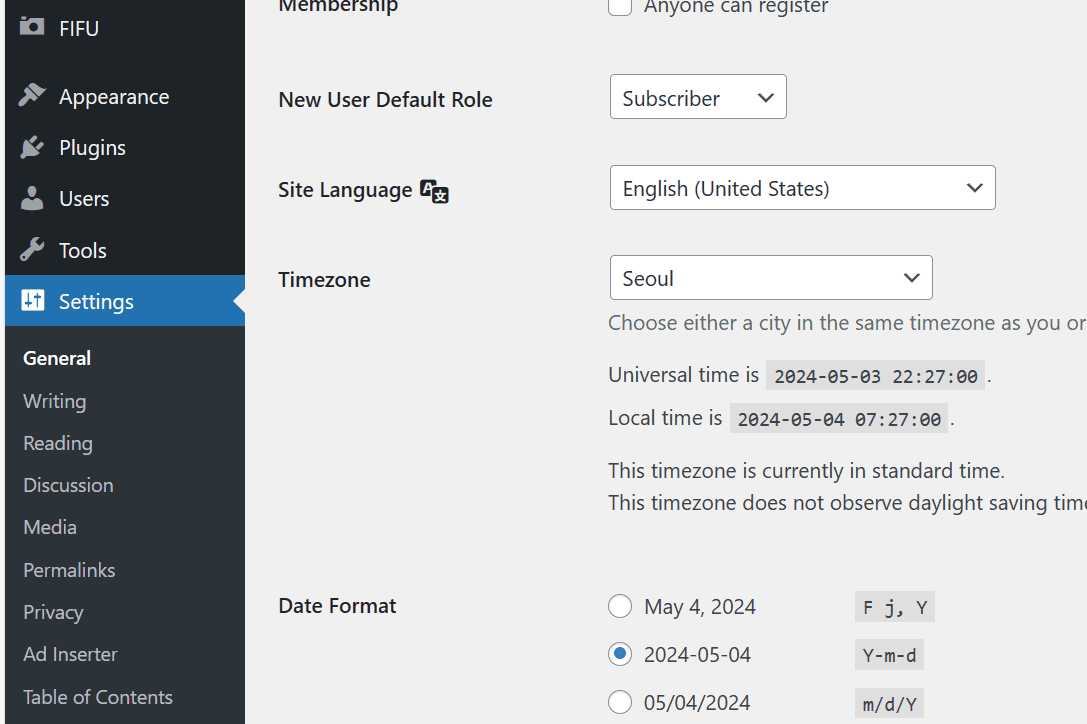 FIFU
Appearance
Plugins
Users
Tools
Settings
General
Writing
Reading
Discussion
Media
Permalinks
Privacy
Ad Inserter
Table of Contents
Membership
Anyone can register
New User Default Role
Subscriber
Site Language
English (United States)
Timezone
Seoul
Choose either a city in the same timezone as you or
Universal time is 2024-05-03 22:27:00 .
Local time is 2024-05-04 07:27:00 .
This timezone is currently in standard time.
This timezone does not observe daylight saving time
Date Format
May 4, 2024 F j, Y
2024-05-04 Y-m-d
05/04/2024 m/d/Y